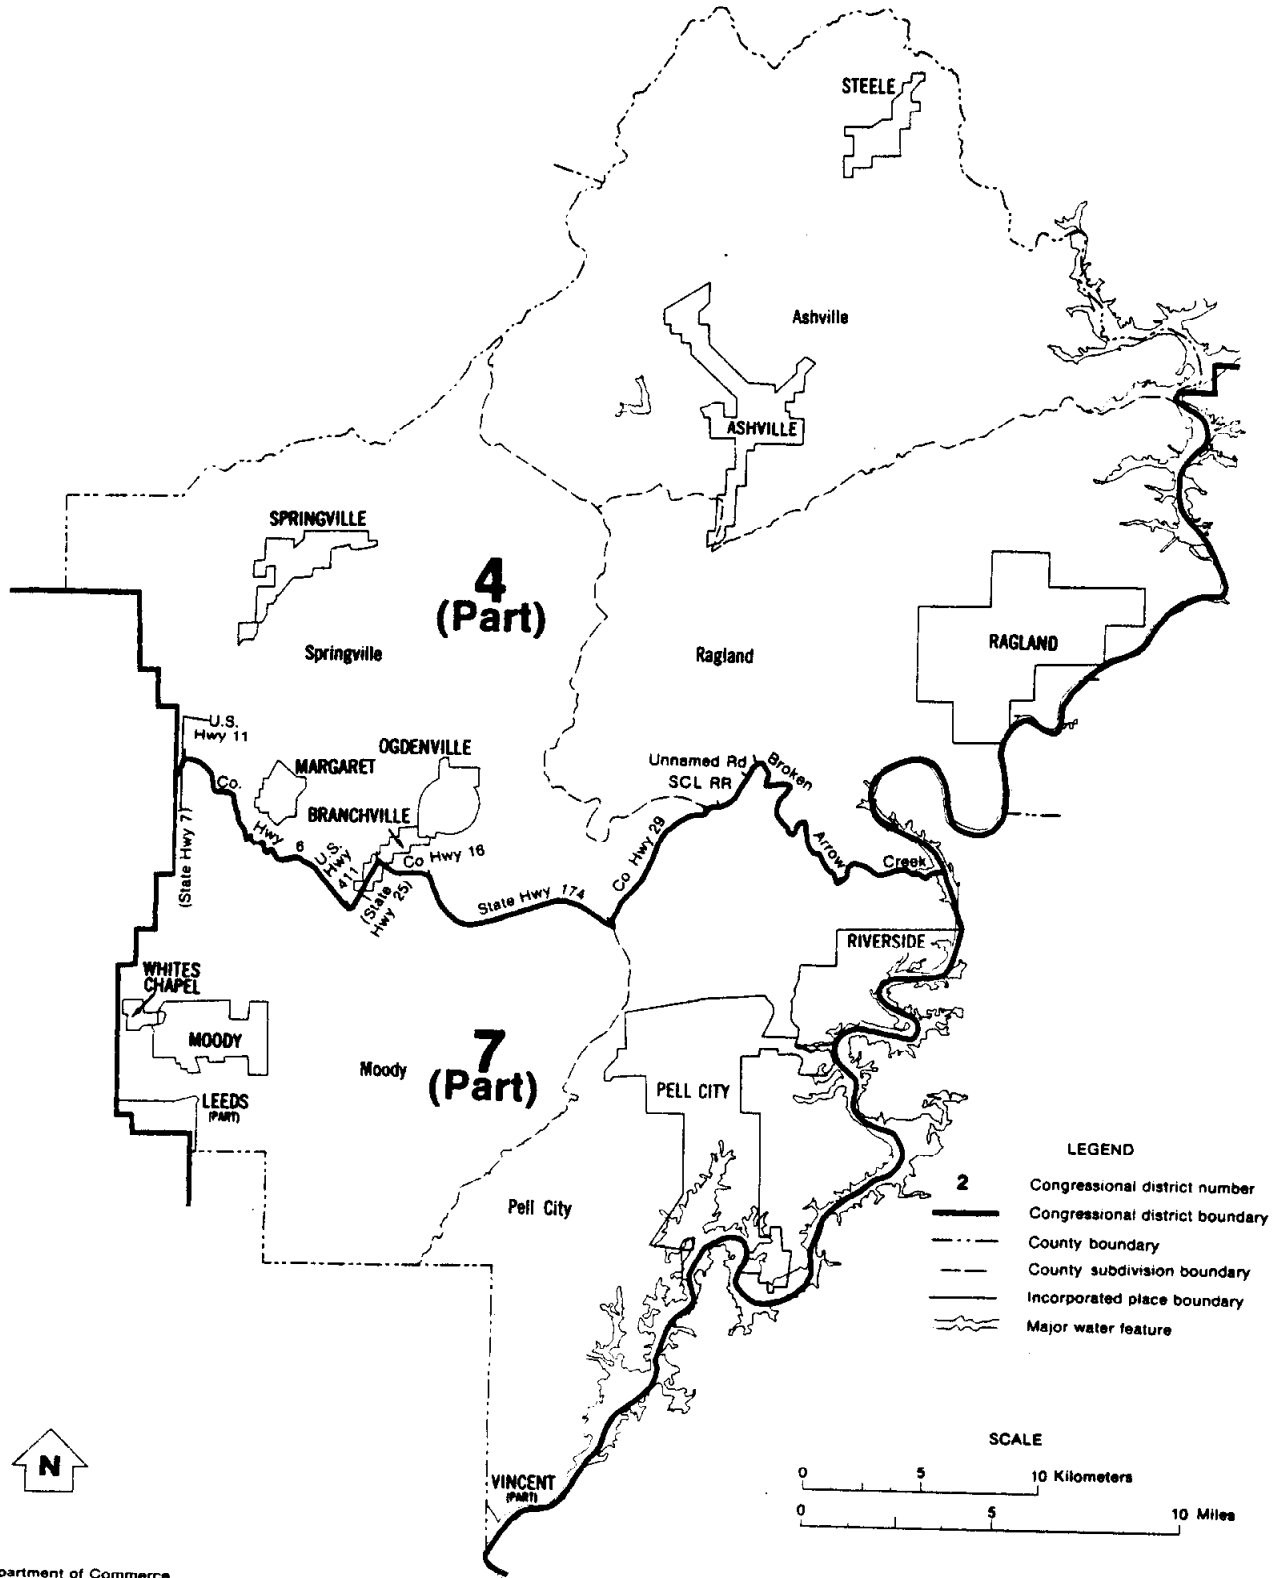 STEELE
Ashville
ASHVILLE
SPRINGVILLE
4
(Part)
Springville
Ragland
RAGLAND
U.S.
Hwy 11
OGDENVILLE
MARGARET
Unnamed Rd
SCL RR
Broken
Co.
BRANCHVILLE
(State Hwy 7)
Hwy
6
U.S.
Hwy
411
Co Hwy 16
Co Hwy 29
Arrow
Creek
(State
Hwy 25)
State Hwy 174
RIVERSIDE
WHITES
CHAPEL
MOODY
Moody
7
(Part)
PELL CITY
LEEDS
(PART)
Pell City
LEGEND
2 Congressional district number
Congressional district boundary
County boundary
County subdivision boundary
Incorporated place boundary
Major water feature
N
VINCENT
(PART)
SCALE
0 5 10 Kilometers
0 5 10 Miles
partment of Commerce